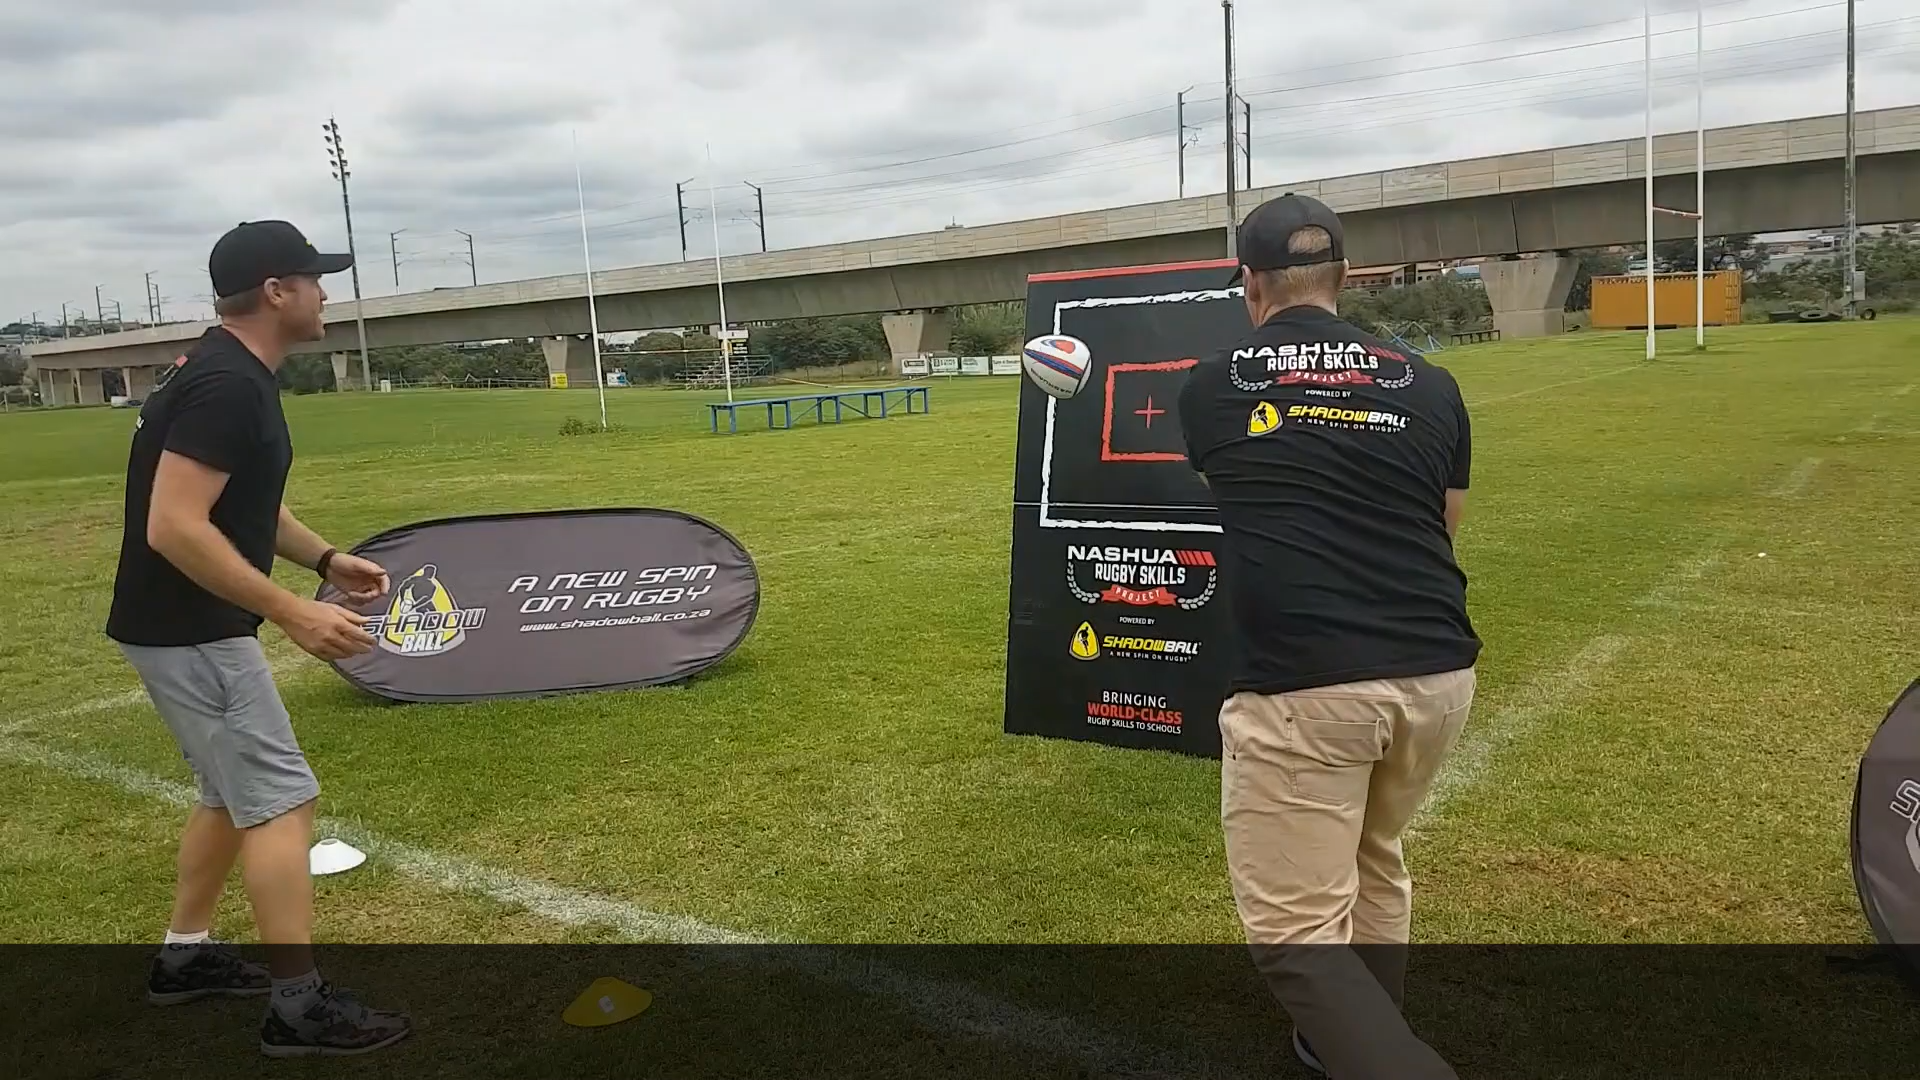 NASHUA
RUGBY SKILLS
PROJECT
POWERED BY
SHADOWBALL
A NEW SPIN ON RUGBY
SHADOW
BALL
A NEW SPIN
ON RUGBY
www.shadowball.co.za
NASHUA
RUGBY SKILLS
PROJECT
POWERED BY
SHADOWBALL
A NEW SPIN ON RUGBY
BRINGING
WORLD-CLASS
RUGBY SKILLS TO SCHOOLS